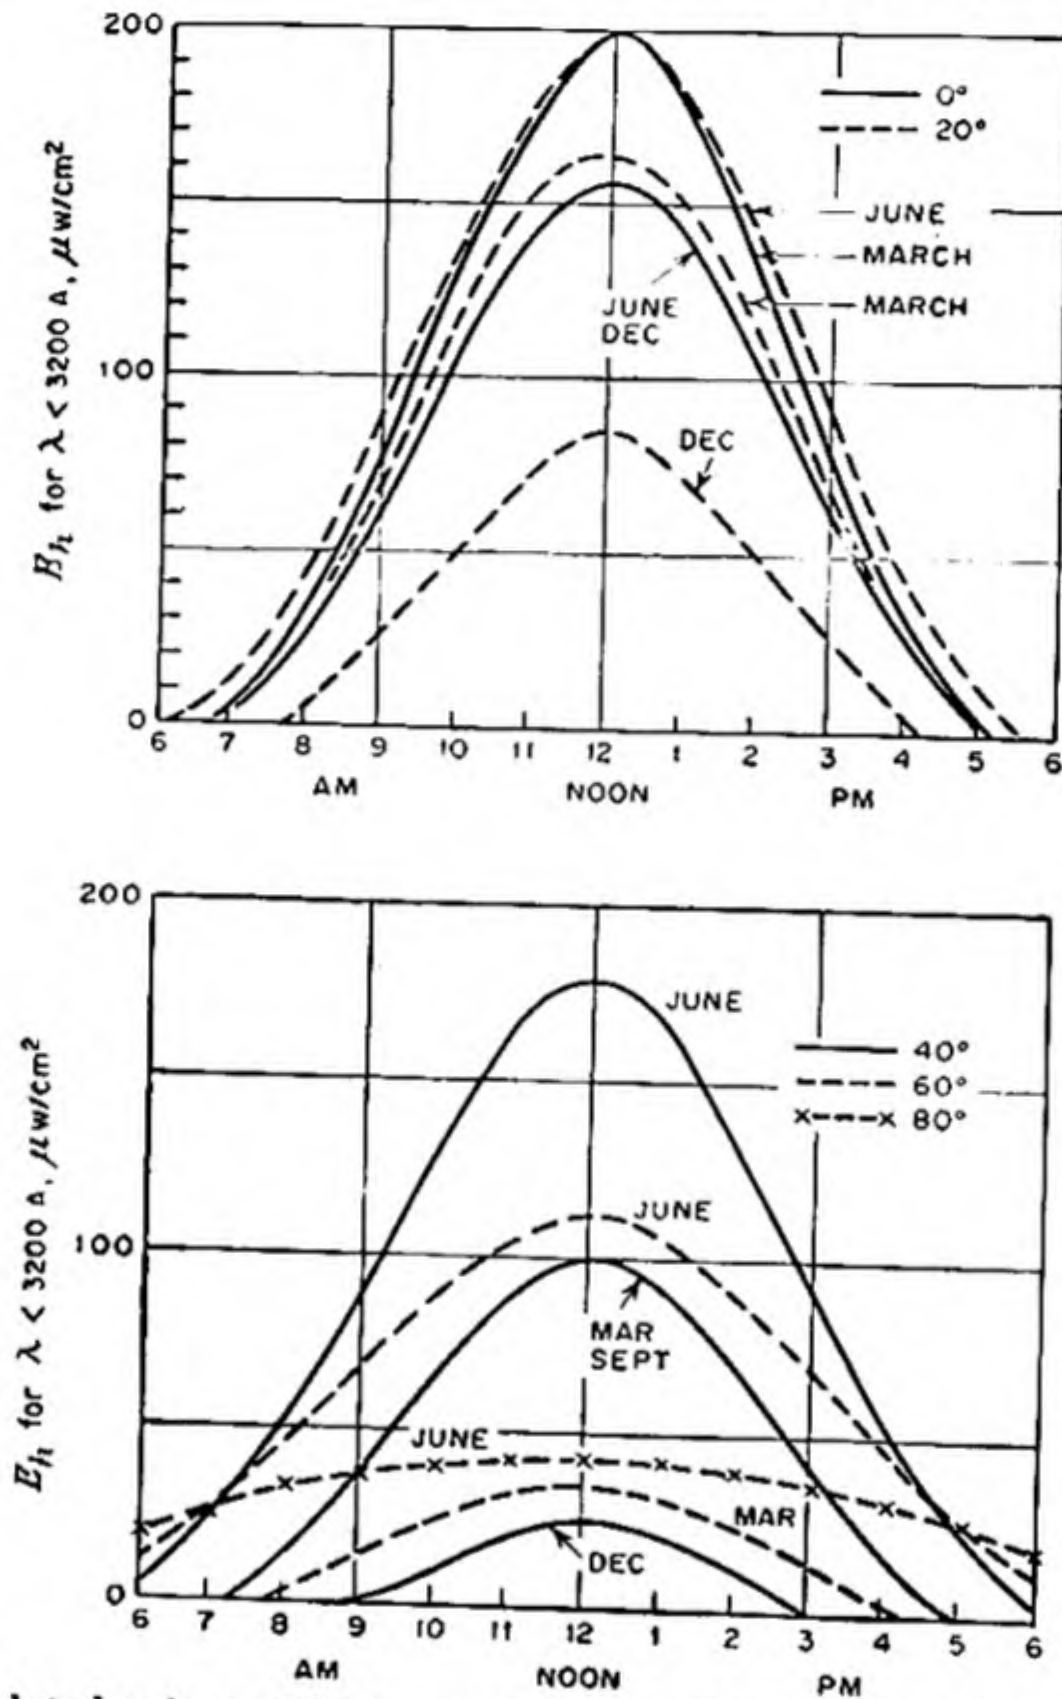 200
100
0
E_h for λ < 3200 A, μw/cm²
0°
20°
JUNE
MARCH
MARCH
JUNE
DEC
DEC
6 7 8 9 10 11 12 1 2 3 4 5 6
AM NOON PM
200
100
0
E_h for λ < 3200 A, μw/cm²
JUNE
40°
60°
80°
JUNE
MAR
SEPT
JUNE
MAR
DEC
6 7 8 9 10 11 12 1 2 3 4 5 6
AM NOON PM